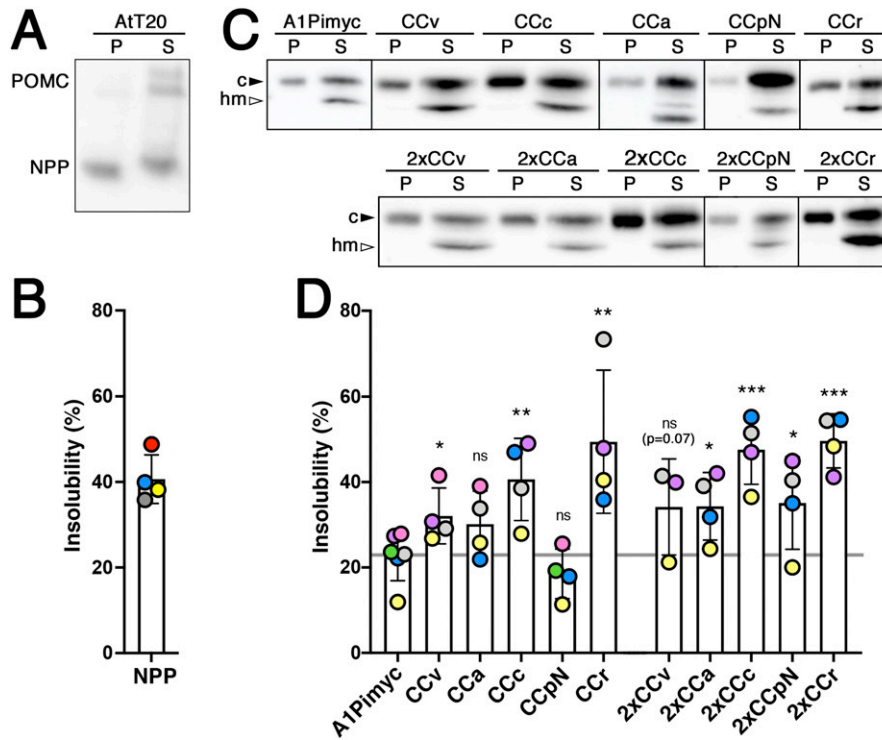 A
AtT20
P S
POMC
NPP
C
A1Pimyc CCv CCc CCa CCpN CCr
P S P S P S P S P S P S
c
hm
2xCCv 2xCCa 2xCCc 2xCCpN 2xCCr
P S P S P S P S P S
c
hm
B
Insolubility (%)
80
60
40
20
0
NPP
D
Insolubility (%)
80
60
40
20
0
* ns ** ns ** ns (p=0.07) * *** * ***
A1Pimyc CCv CCa CCc CCpN CCr 2xCCv 2xCCa 2xCCc 2xCCpN 2xCCr